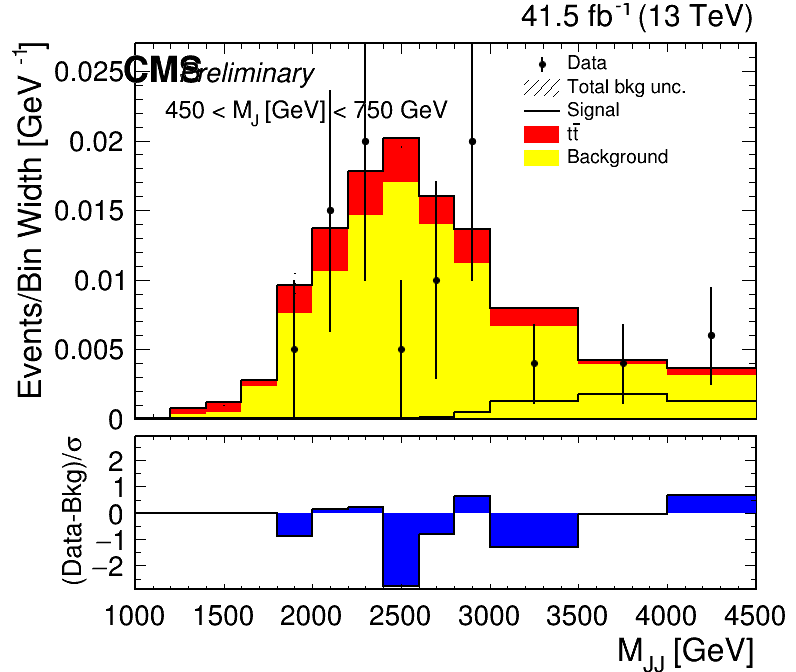 41.5 fb⁻¹ (13 TeV)
CMS Preliminary
450 < M_J [GeV] < 750 GeV
Data
Total bkg unc.
Signal
tt̄
Background
Events/Bin Width [GeV⁻¹]
0.025
0.02
0.015
0.01
0.005
0
(Data-Bkg)/σ
2
1
0
−1
−2
1000 1500 2000 2500 3000 3500 4000 4500
M_JJ [GeV]